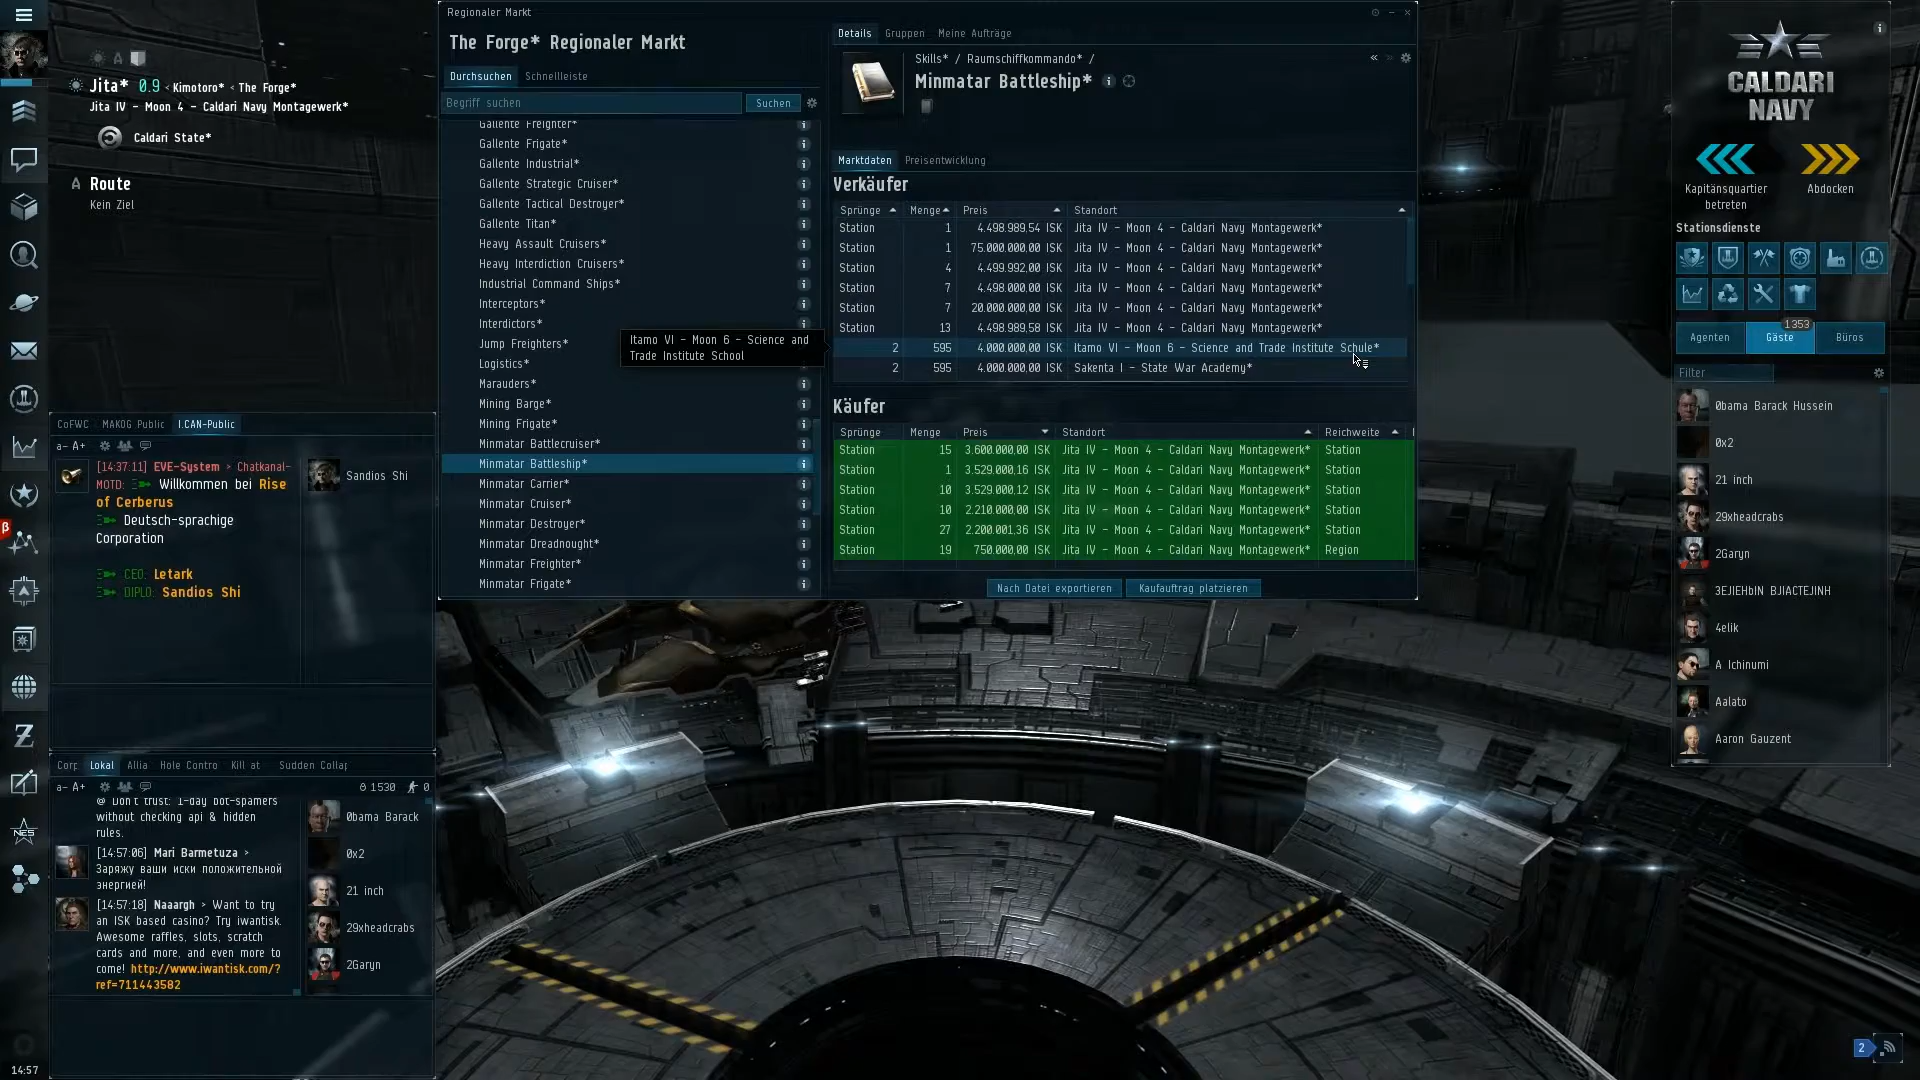 Jita* 0.9 ‹ Kimotoro* ‹ The Forge*
Jita IV - Moon 4 - Caldari Navy Montagewerk*
Caldari State*
A Route
Kein Ziel
Regionaler Markt
The Forge* Regionaler Markt
Durchsuchen Schnellleiste
Begriff suchen Suchen
Gallente Freighter*
Gallente Frigate*
Gallente Industrial*
Gallente Strategic Cruiser*
Gallente Tactical Destroyer*
Gallente Titan*
Heavy Assault Cruisers*
Heavy Interdiction Cruisers*
Industrial Command Ships*
Interceptors*
Interdictors*
Jump Freighters*
Logistics*
Marauders*
Mining Barge*
Mining Frigate*
Minmatar Battlecruiser*
Minmatar Battleship*
Minmatar Carrier*
Minmatar Cruiser*
Minmatar Destroyer*
Minmatar Dreadnought*
Minmatar Freighter*
Minmatar Frigate*
Itamo VI - Moon 6 - Science and
Trade Institute School
Details Gruppen Meine Aufträge
Skills* / Raumschiffkommando* /
Minmatar Battleship*
Marktdaten Preisentwicklung
Verkäufer
Sprünge Menge Preis Standort
Station 1 4.498.989,54 ISK Jita IV - Moon 4 - Caldari Navy Montagewerk*
Station 1 75.000.000,00 ISK Jita IV - Moon 4 - Caldari Navy Montagewerk*
Station 4 4.499.992,00 ISK Jita IV - Moon 4 - Caldari Navy Montagewerk*
Station 7 4.498.000,00 ISK Jita IV - Moon 4 - Caldari Navy Montagewerk*
Station 7 20.000.000,00 ISK Jita IV - Moon 4 - Caldari Navy Montagewerk*
Station 13 4.498.989,58 ISK Jita IV - Moon 4 - Caldari Navy Montagewerk*
2 595 4.000.000,00 ISK Itamo VI - Moon 6 - Science and Trade Institute Schule*
2 595 4.000.000,00 ISK Sakenta I - State War Academy*
Käufer
Sprünge Menge Preis Standort Reichweite
Station 15 3.600.000,00 ISK Jita IV - Moon 4 - Caldari Navy Montagewerk* Station
Station 1 3.529.000,16 ISK Jita IV - Moon 4 - Caldari Navy Montagewerk* Station
Station 10 3.529.000,12 ISK Jita IV - Moon 4 - Caldari Navy Montagewerk* Station
Station 10 2.210.000,00 ISK Jita IV - Moon 4 - Caldari Navy Montagewerk* Station
Station 27 2.200.001,36 ISK Jita IV - Moon 4 - Caldari Navy Montagewerk* Station
Station 19 750.000,00 ISK Jita IV - Moon 4 - Caldari Navy Montagewerk* Region
Nach Datei exportieren Kaufauftrag platzieren
CALDARI
NAVY
Kapitänsquartier
betreten
Abdocken
Stationsdienste
1353
Agenten Gäste Büros
Filter
0bama Barack Hussein
0x2
21 inch
29xheadcrabs
2Garyn
3EJIEHbIN BJIACTEJINH
4elik
A Ichinumi
Aalato
Aaron Gauzent
CoFWC MAKOG Public I.CAN-Public
a- A+
[14:37:11] EVE-System > Chatkanal-
MOTD: Willkommen bei Rise
of Cerberus
Deutsch-sprachige
Corporation
CEO: Letark
DIPLO: Sandios Shi
Sandios Shi
Corp Lokal Allia Hole Contro Kill at Sudden Collap
a- A+ 1530 0
@ Don't trust: 1-day bot-spamers
without checking api & hidden
rules.
[14:57:06] Mari Barmetuza >
Заряжу ваши иски положительной
энергией!
[14:57:18] Naaargh > Want to try
an ISK based casino? Try iwantisk.
Awesome raffles, slots, scratch
cards and more, and even more to
come! http://www.iwantisk.com/?
ref=711443582
0bama Barack
0x2
21 inch
29xheadcrabs
2Garyn
β
NES
14:57
2